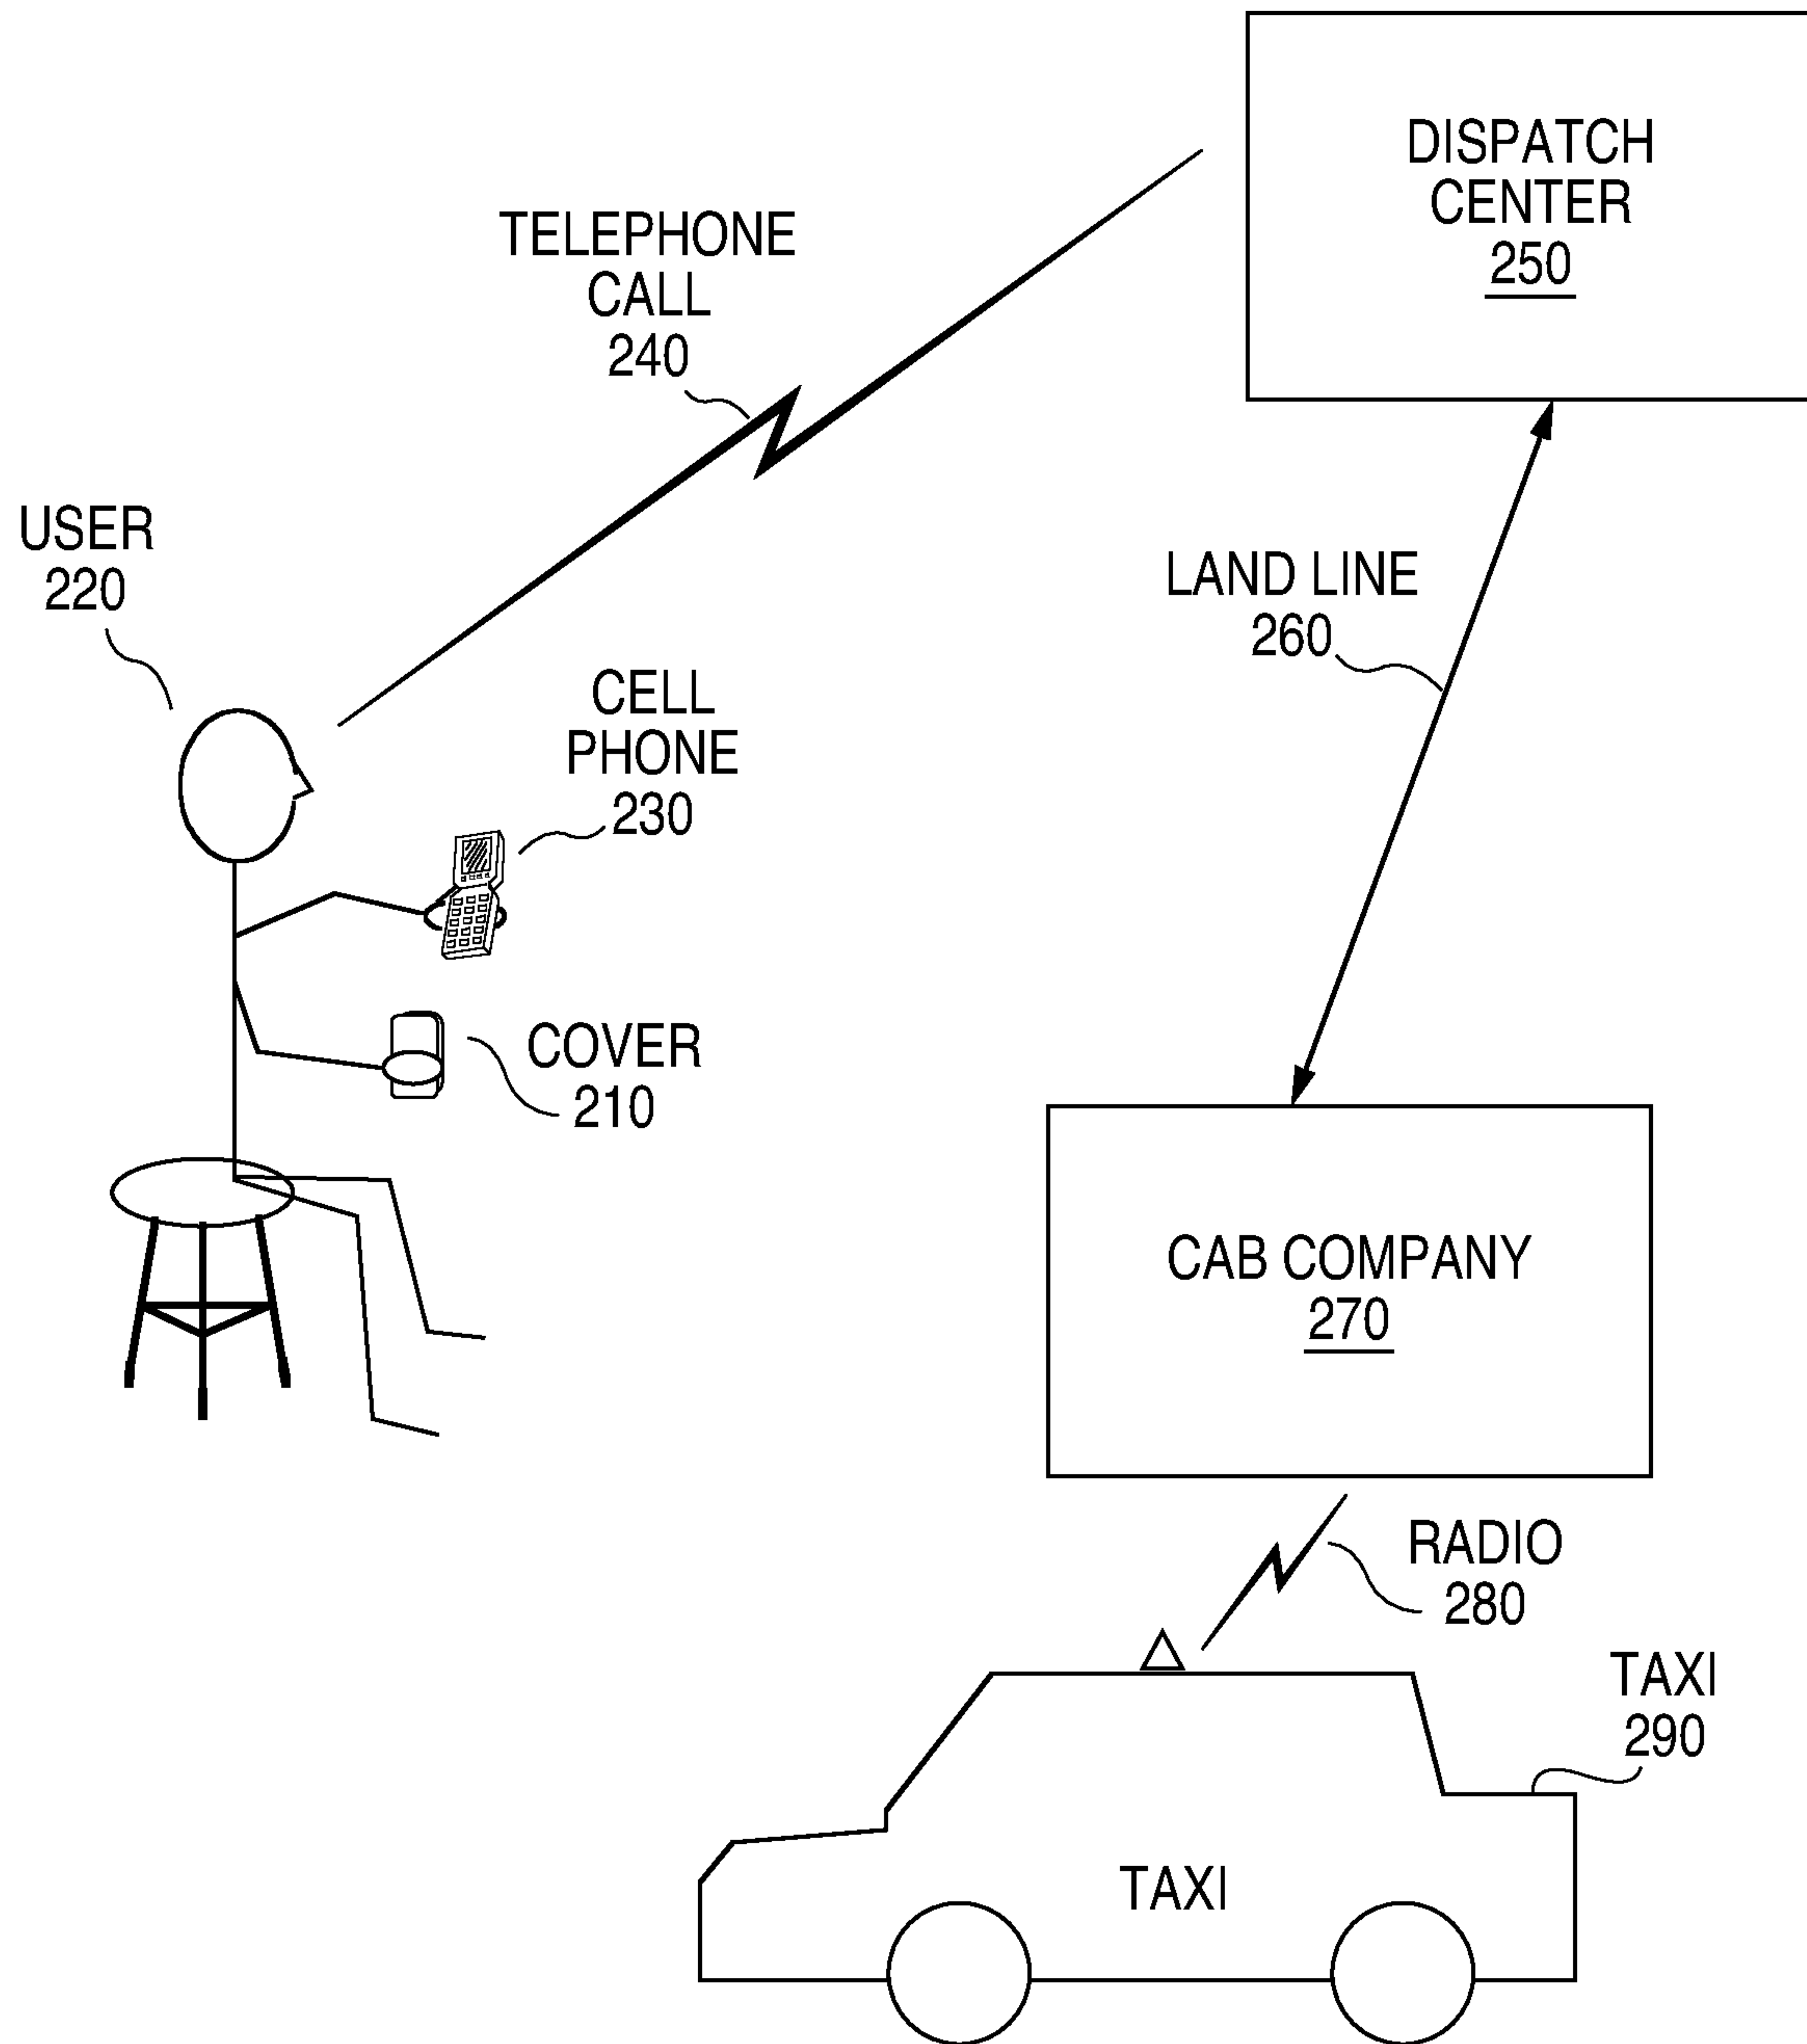 DISPATCH
CENTER
250
TELEPHONE
CALL
240
USER
220
LAND LINE
260
CELL
PHONE
230
COVER
210
CAB COMPANY
270
RADIO
280
TAXI
290
TAXI